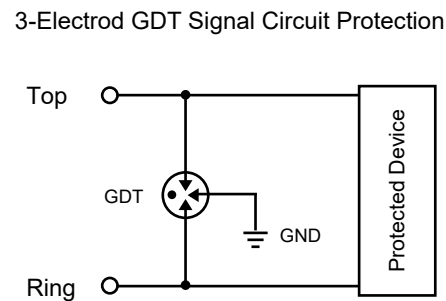 3-Electrod GDT Signal Circuit Protection
Top
GDT
GND
Ring
Protected Device